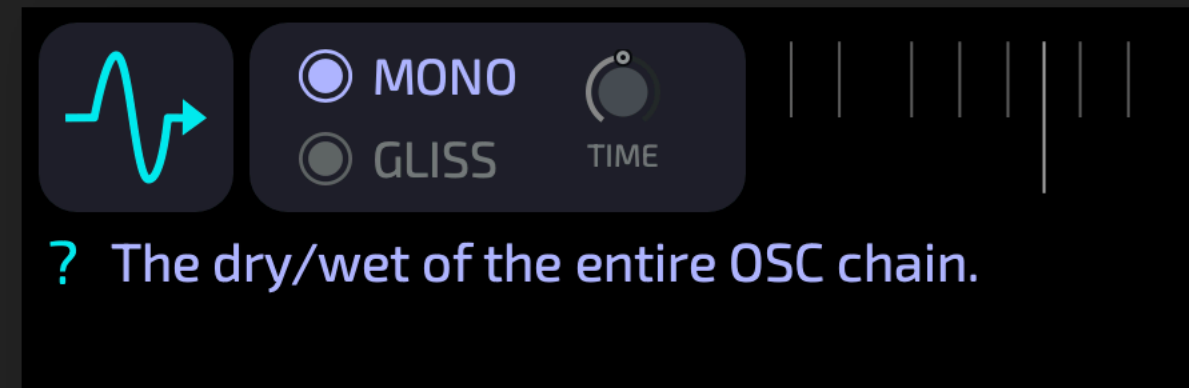 MONO
GLISS
TIME
? The dry/wet of the entire OSC chain.